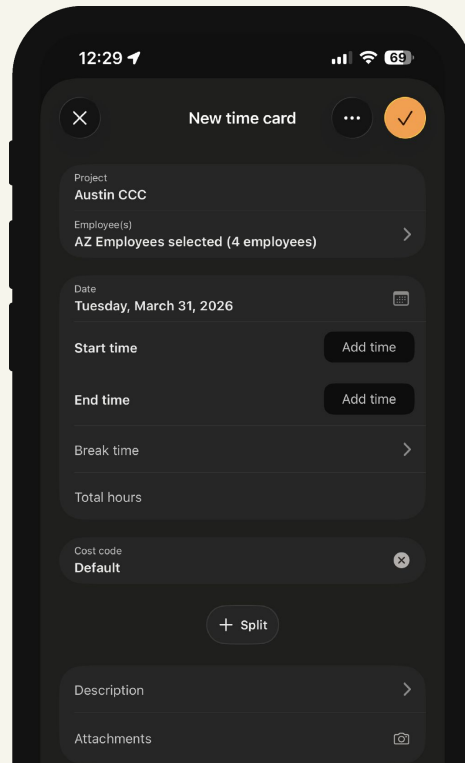 12:29
69
New time card
Project
Austin CCC
Employee(s)
AZ Employees selected (4 employees)
Date
Tuesday, March 31, 2026
Start time
Add time
End time
Add time
Break time
Total hours
Cost code
Default
+ Split
Description
Attachments